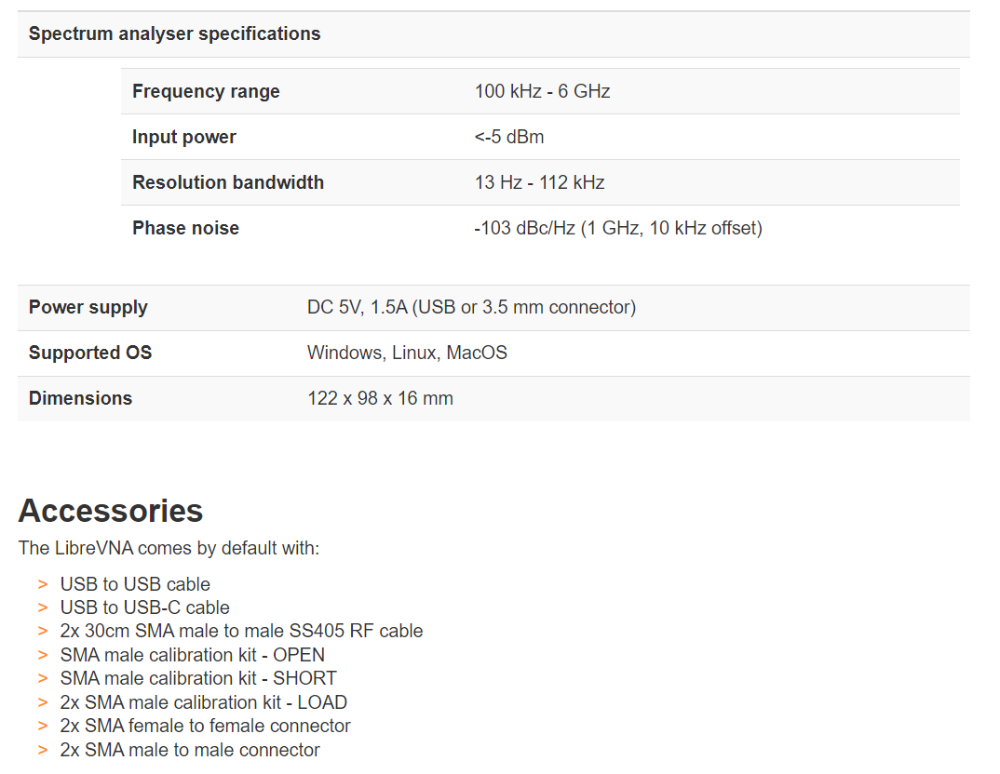 Spectrum analyser specifications
Frequency range 100 kHz - 6 GHz
Input power <-5 dBm
Resolution bandwidth 13 Hz - 112 kHz
Phase noise -103 dBc/Hz (1 GHz, 10 kHz offset)
Power supply DC 5V, 1.5A (USB or 3.5 mm connector)
Supported OS Windows, Linux, MacOS
Dimensions 122 x 98 x 16 mm
Accessories
The LibreVNA comes by default with:
> USB to USB cable
> USB to USB-C cable
> 2x 30cm SMA male to male SS405 RF cable
> SMA male calibration kit - OPEN
> SMA male calibration kit - SHORT
> 2x SMA male calibration kit - LOAD
> 2x SMA female to female connector
> 2x SMA male to male connector